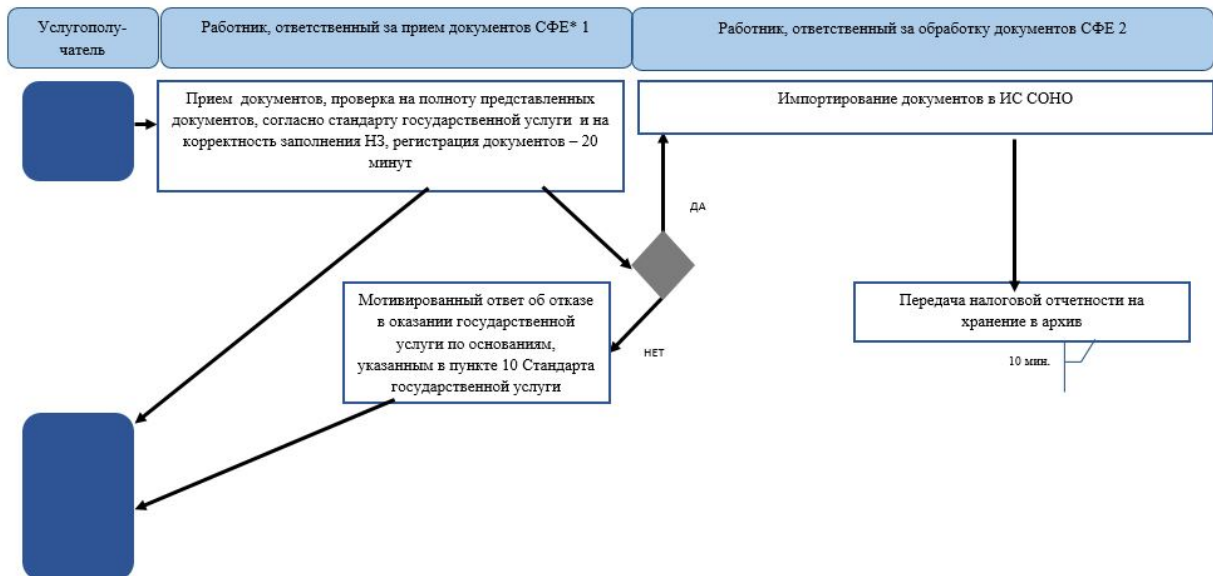 Услугополу-
чатель
Работник, ответственный за прием документов СФЕ* 1
Работник, ответственный за обработку документов СФЕ 2
Прием документов, проверка на полноту представленных
документов, согласно стандарту государственной услуги и на
корректность заполнения НЗ, регистрация документов – 20
минут
Импортирование документов в ИС СОНО
ДА
Мотивированный ответ об отказе
в оказании государственной
услуги по основаниям,
указанным в пункте 10 Стандарта
государственной услуги
НЕТ
Передача налоговой отчетности на
хранение в архив
10 мин.